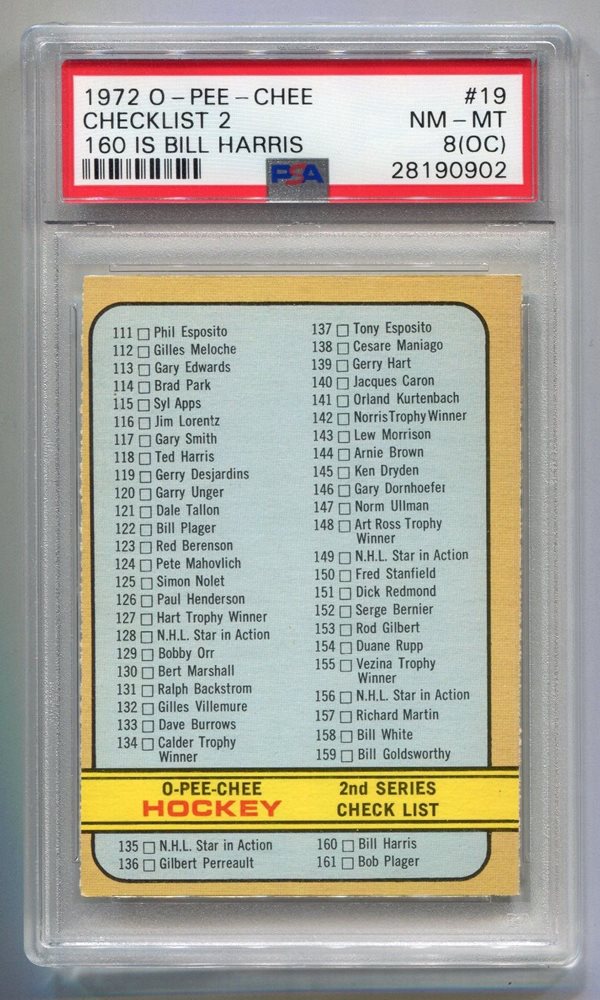 1972 O-PEE-CHEE #19
CHECKLIST 2 NM-MT
160 IS BILL HARRIS 8(OC)
PSA 28190902
111 Phil Esposito
112 Gilles Meloche
113 Gary Edwards
114 Brad Park
115 Syl Apps
116 Jim Lorentz
117 Gary Smith
118 Ted Harris
119 Gerry Desjardins
120 Garry Unger
121 Dale Tallon
122 Bill Plager
123 Red Berenson
124 Pete Mahovlich
125 Simon Nolet
126 Paul Henderson
127 Hart Trophy Winner
128 N.H.L. Star in Action
129 Bobby Orr
130 Bert Marshall
131 Ralph Backstrom
132 Gilles Villemure
133 Dave Burrows
134 Calder Trophy
Winner
137 Tony Esposito
138 Cesare Maniago
139 Gerry Hart
140 Jacques Caron
141 Orland Kurtenbach
142 Norris Trophy Winner
143 Lew Morrison
144 Arnie Brown
145 Ken Dryden
146 Gary Dornhoefer
147 Norm Ullman
148 Art Ross Trophy
Winner
149 N.H.L. Star in Action
150 Fred Stanfield
151 Dick Redmond
152 Serge Bernier
153 Rod Gilbert
154 Duane Rupp
155 Vezina Trophy
Winner
156 N.H.L. Star in Action
157 Richard Martin
158 Bill White
159 Bill Goldsworthy
O-PEE-CHEE
HOCKEY
2nd SERIES
CHECK LIST
135 N.H.L. Star in Action
136 Gilbert Perreault
160 Bill Harris
161 Bob Plager